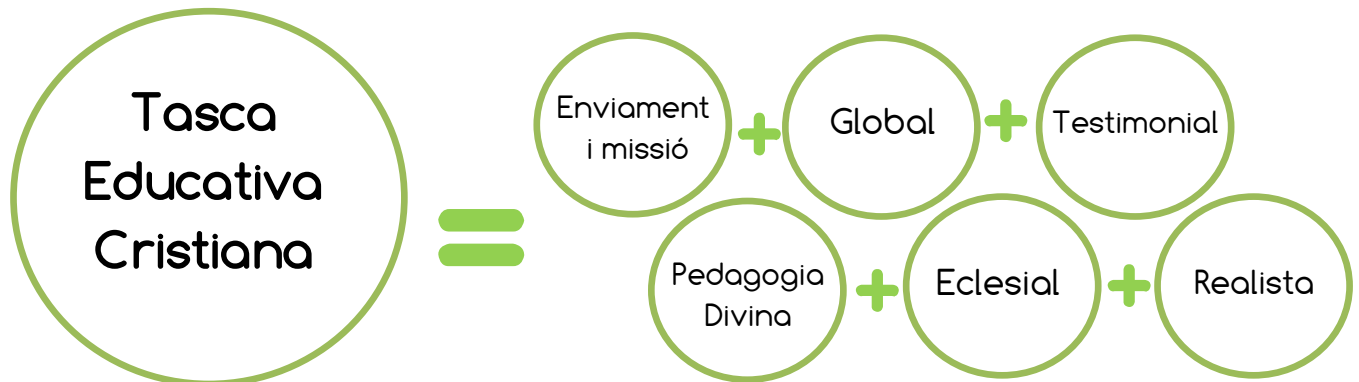 Tasca
Educativa
Cristiana
=
Enviament
i missió
+
Global
+
Testimonial
Pedagogia
Divina
+
Eclesial
+
Realista